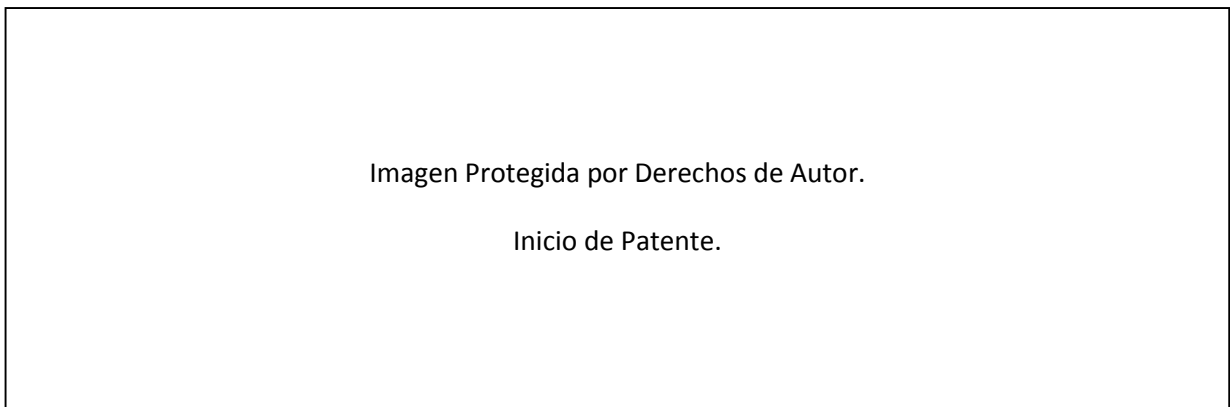 Imagen Protegida por Derechos de Autor.
Inicio de Patente.